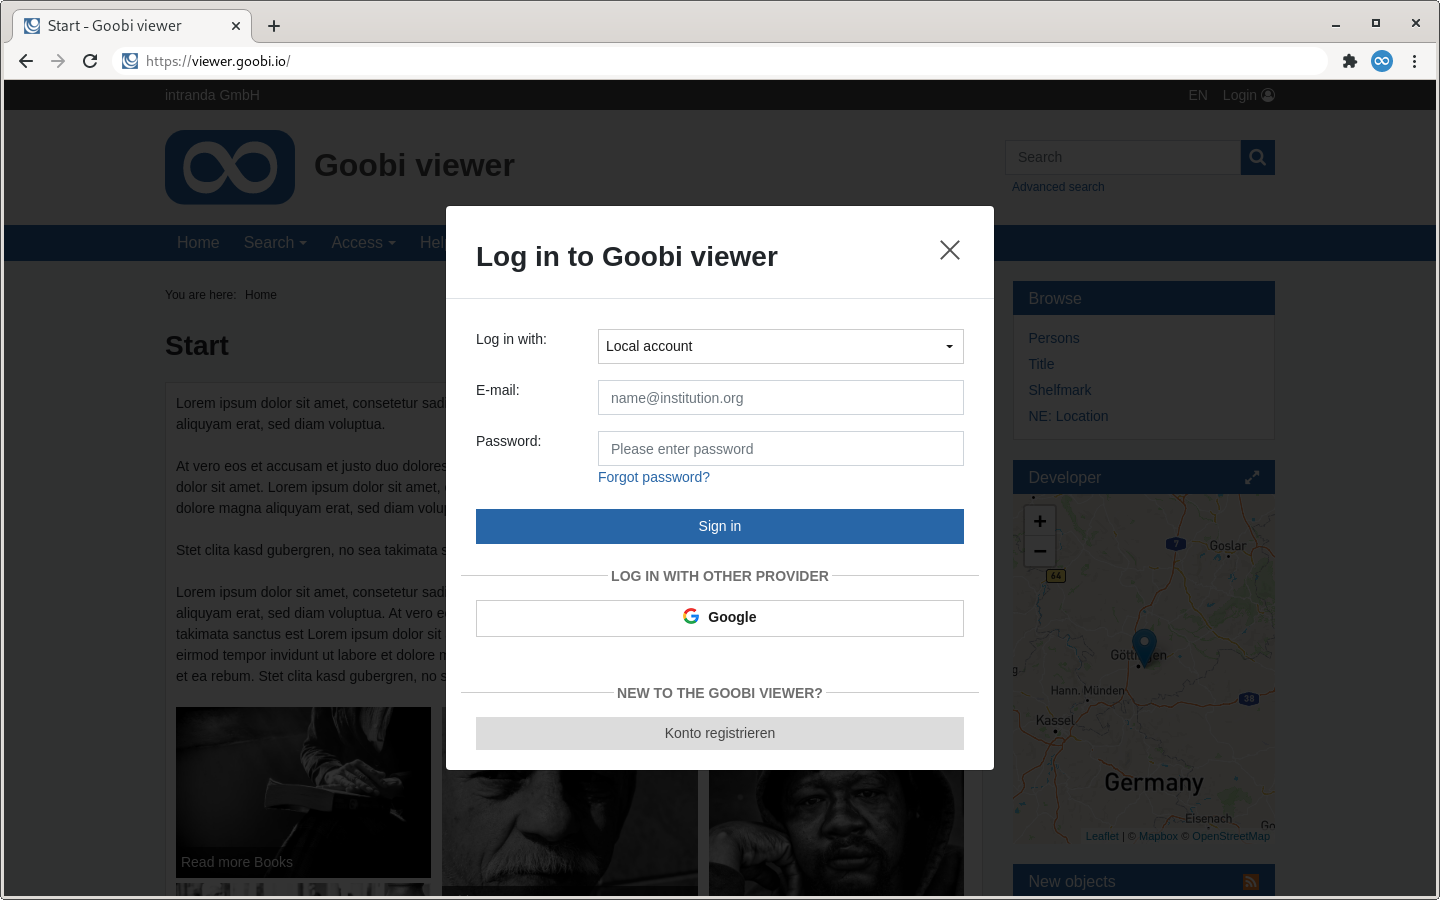 Start - Goobi viewer
https://viewer.goobi.io/
intranda GmbH
EN Login
Goobi viewer
Search
Advanced search
Home Search Access
You are here: Home
Start
Lorem ipsum dolor sit amet, consetetur
aliquyam erat, sed diam voluptua.
At vero eos et accusam et justo duo dolores
dolor sit amet. Lorem ipsum dolor sit amet,
dolore magna aliquyam erat, sed diam
Stet clita kasd gubergren, no sea takimata
Lorem ipsum dolor sit amet, consetetur
aliquyam erat, sed diam voluptua. At vero
takimata sanctus est Lorem ipsum dolor sit
eirmod tempor invidunt ut labore et dolore
et ea rebum. Stet clita kasd gubergren, no
Read more Books
Log in to Goobi viewer
Log in with: Local account
E-mail: name@institution.org
Password: Please enter password
Forgot password?
Sign in
LOG IN WITH OTHER PROVIDER
Google
NEW TO THE GOOBI VIEWER?
Konto registrieren
Browse
Persons
Title
Shelfmark
NE: Location
Developer
+
−
7
Goslar
64
Hann. Münden
38
Kassel
Germany
Eisenach
Leaflet | © Mapbox © OpenStreetMap
New objects